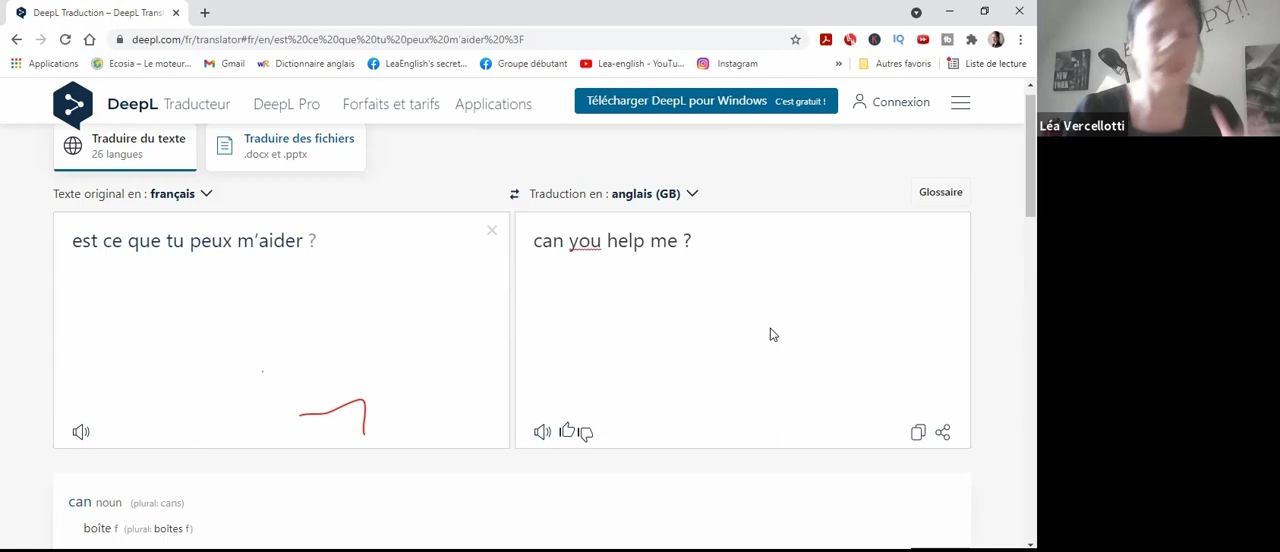 DeepL Traduction – DeepL Trans
deepl.com/fr/translator#fr/en/est%20ce%20que%20tu%20peux%20m'aider%20%3F
Applications
Ecosia – Le moteur...
Gmail
Dictionnaire anglais
LeaEnglish's secret...
Groupe débutant
Lea-english - YouTu...
Instagram
»
Autres favoris
Liste de lecture
DeepL Traducteur
DeepL Pro
Forfaits et tarifs
Applications
Télécharger DeepL pour Windows C'est gratuit !
Connexion
Traduire du texte
26 langues
Traduire des fichiers
.docx et .pptx
Texte original en : français
Traduction en : anglais (GB)
Glossaire
est ce que tu peux m'aider ?
can you help me ?
can noun (plural: cans)
boîte f (plural: boîtes f)
NEW
YORK
PY!!
Léa Vercellotti